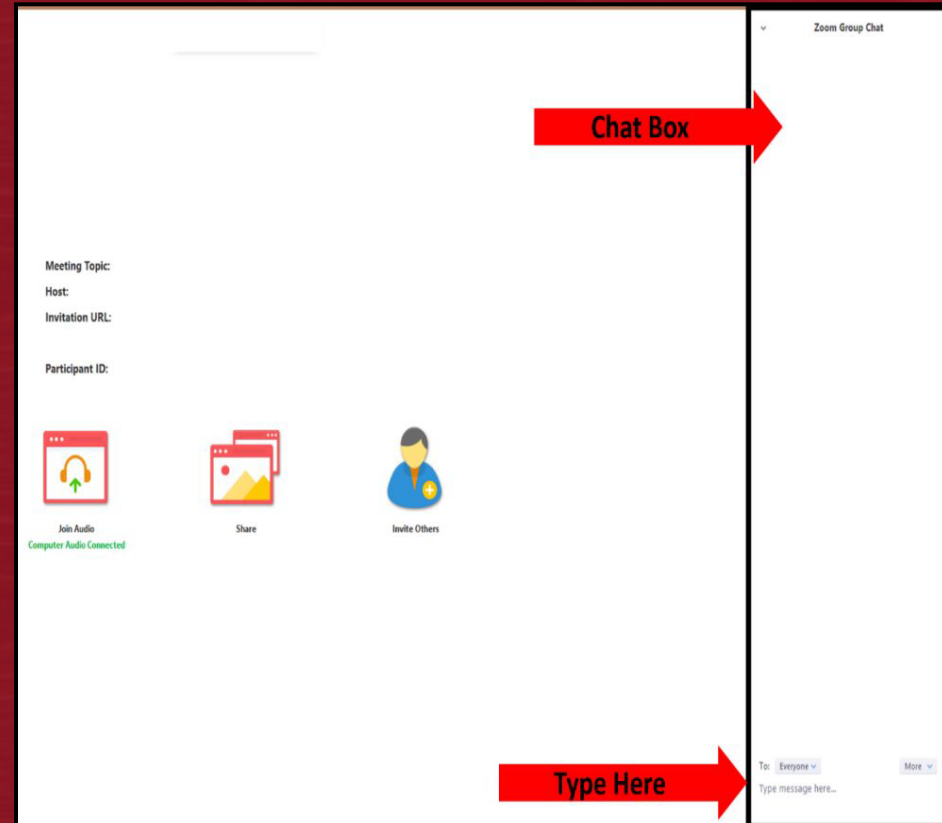 Zoom Group Chat
Chat Box
Meeting Topic:
Host:
Invitation URL:
Participant ID:
Join Audio
Share
Invite Others
Computer Audio Connected
To: Everyone
More
Type Here
Type message here...